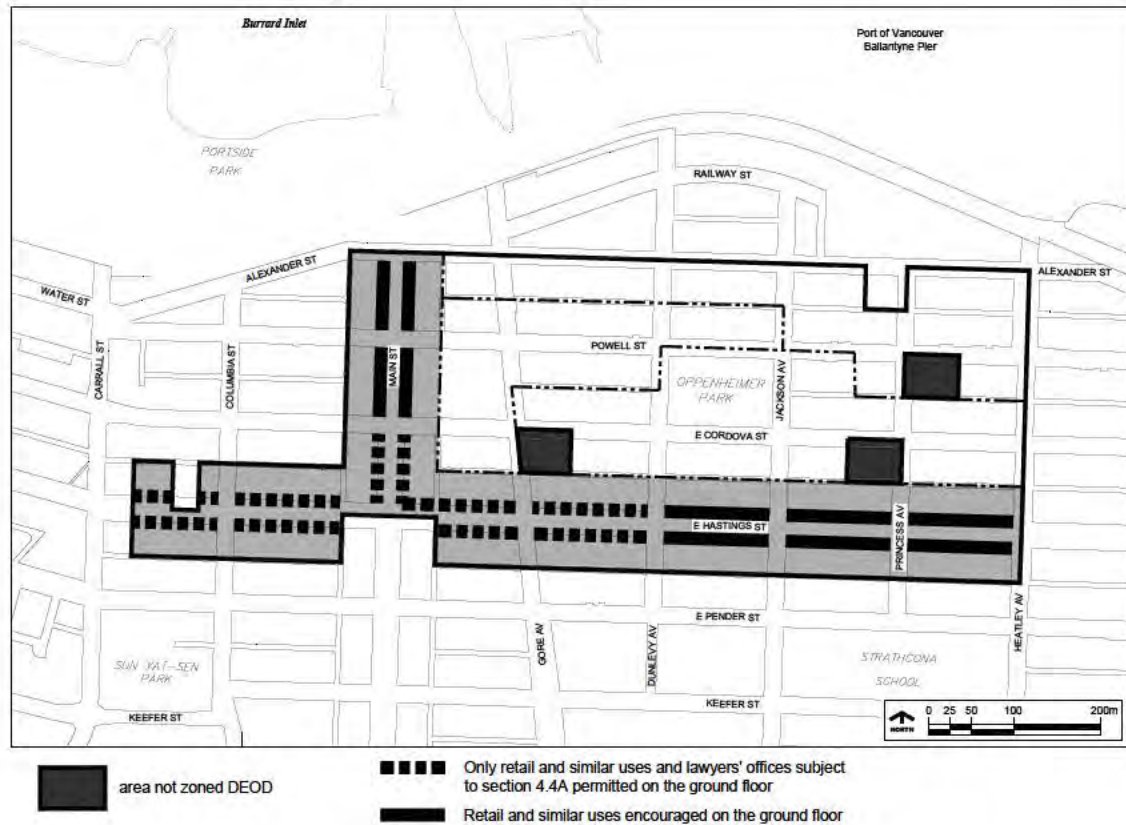 Burrard Inlet
Port of Vancouver
Ballantyne Pier
PORTSIDE
PARK
RAILWAY ST
ALEXANDER ST
ALEXANDER ST
WATER ST
CARRALL ST
COLUMBIA ST
MAIN ST
POWELL ST
OPPENHEIMER
PARK
JACKSON AV
E CORDOVA ST
E HASTINGS ST
PRINCESS AV
E PENDER ST
GORE AV
DUNLEVY AV
HEATLEY AV
SUN YAT-SEN
PARK
STRATHCONA
SCHOOL
KEEFER ST
KEEFER ST
NORTH
0 25 50 100 200m
area not zoned DEOD
Only retail and similar uses and lawyers' offices subject
to section 4.4A permitted on the ground floor
Retail and similar uses encouraged on the ground floor